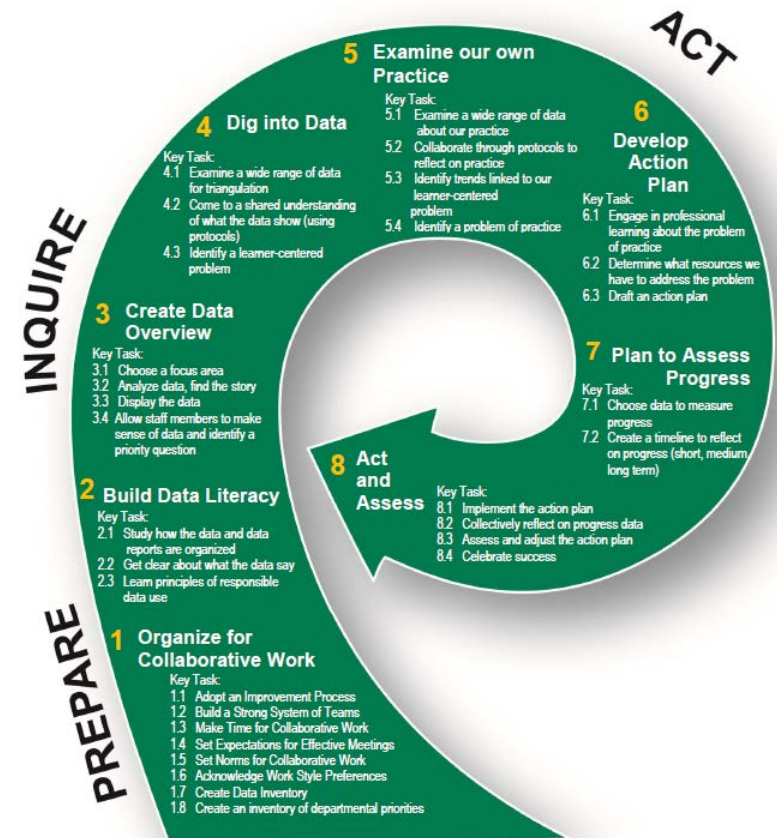 ACT
INQUIRE
PREPARE
5 Examine our own
Practice
Key Task:
5.1 Examine a wide range of data
about our practice
5.2 Collaborate through protocols to
reflect on practice
5.3 Identify trends linked to our
learner-centered
problem
5.4 Identify a problem of practice
4 Dig into Data
Key Task:
4.1 Examine a wide range of data
for triangulation
4.2 Come to a shared understanding
of what the data show (using
protocols)
4.3 Identify a learner-centered
problem
6
Develop
Action
Plan
Key Task:
6.1 Engage in professional
learning about the problem
of practice
6.2 Determine what resources we
have to address the problem
6.3 Draft an action plan
3 Create Data
Overview
Key Task:
3.1 Choose a focus area
3.2 Analyze data, find the story
3.3 Display the data
3.4 Allow staff members to make
sense of data and identify a
priority question
7 Plan to Assess
Progress
Key Task:
7.1 Choose data to measure
progress
7.2 Create a timeline to reflect
on progress (short, medium,
long term)
8 Act
and
Assess
Key Task:
8.1 Implement the action plan
8.2 Collectively reflect on progress data
8.3 Assess and adjust the action plan
8.4 Celebrate success
2 Build Data Literacy
Key Task:
2.1 Study how the data and data
reports are organized
2.2 Get clear about what the data say
2.3 Learn principles of responsible
data use
1 Organize for
Collaborative Work
Key Task:
1.1 Adopt an Improvement Process
1.2 Build a Strong System of Teams
1.3 Make Time for Collaborative Work
1.4 Set Expectations for Effective Meetings
1.5 Set Norms for Collaborative Work
1.6 Acknowledge Work Style Preferences
1.7 Create Data Inventory
1.8 Create an inventory of departmental priorities